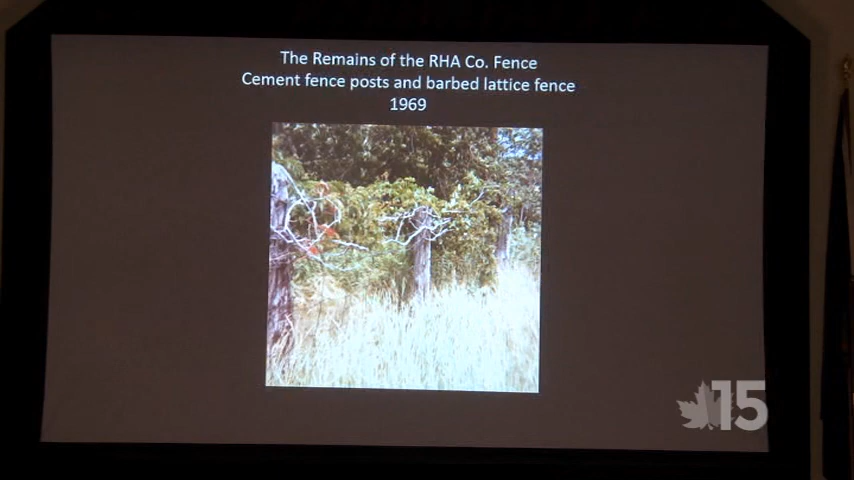 The Remains of the RHA Co. Fence
Cement fence posts and barbed lattice fence
1969
15